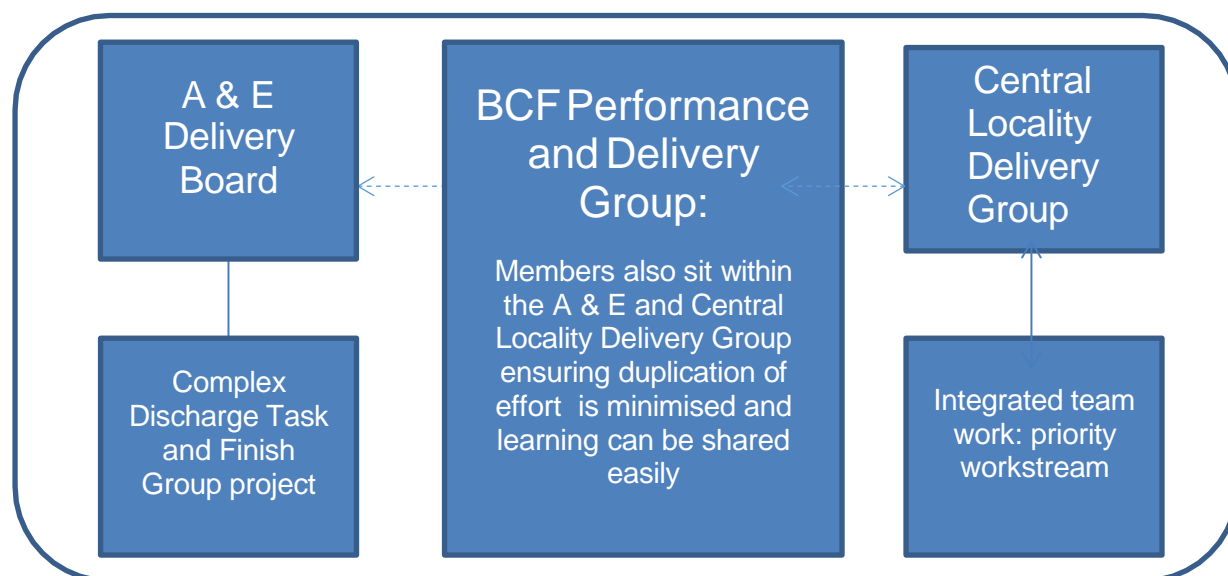 A & E
Delivery
Board
Complex
Discharge Task
and Finish
Group project
BCF Performance
and Delivery
Group:
Members also sit within
the A & E and Central
Locality Delivery Group
ensuring duplication of
effort is minimised and
learning can be shared
easily
Central
Locality
Delivery
Group
Integrated team
work: priority
workstream